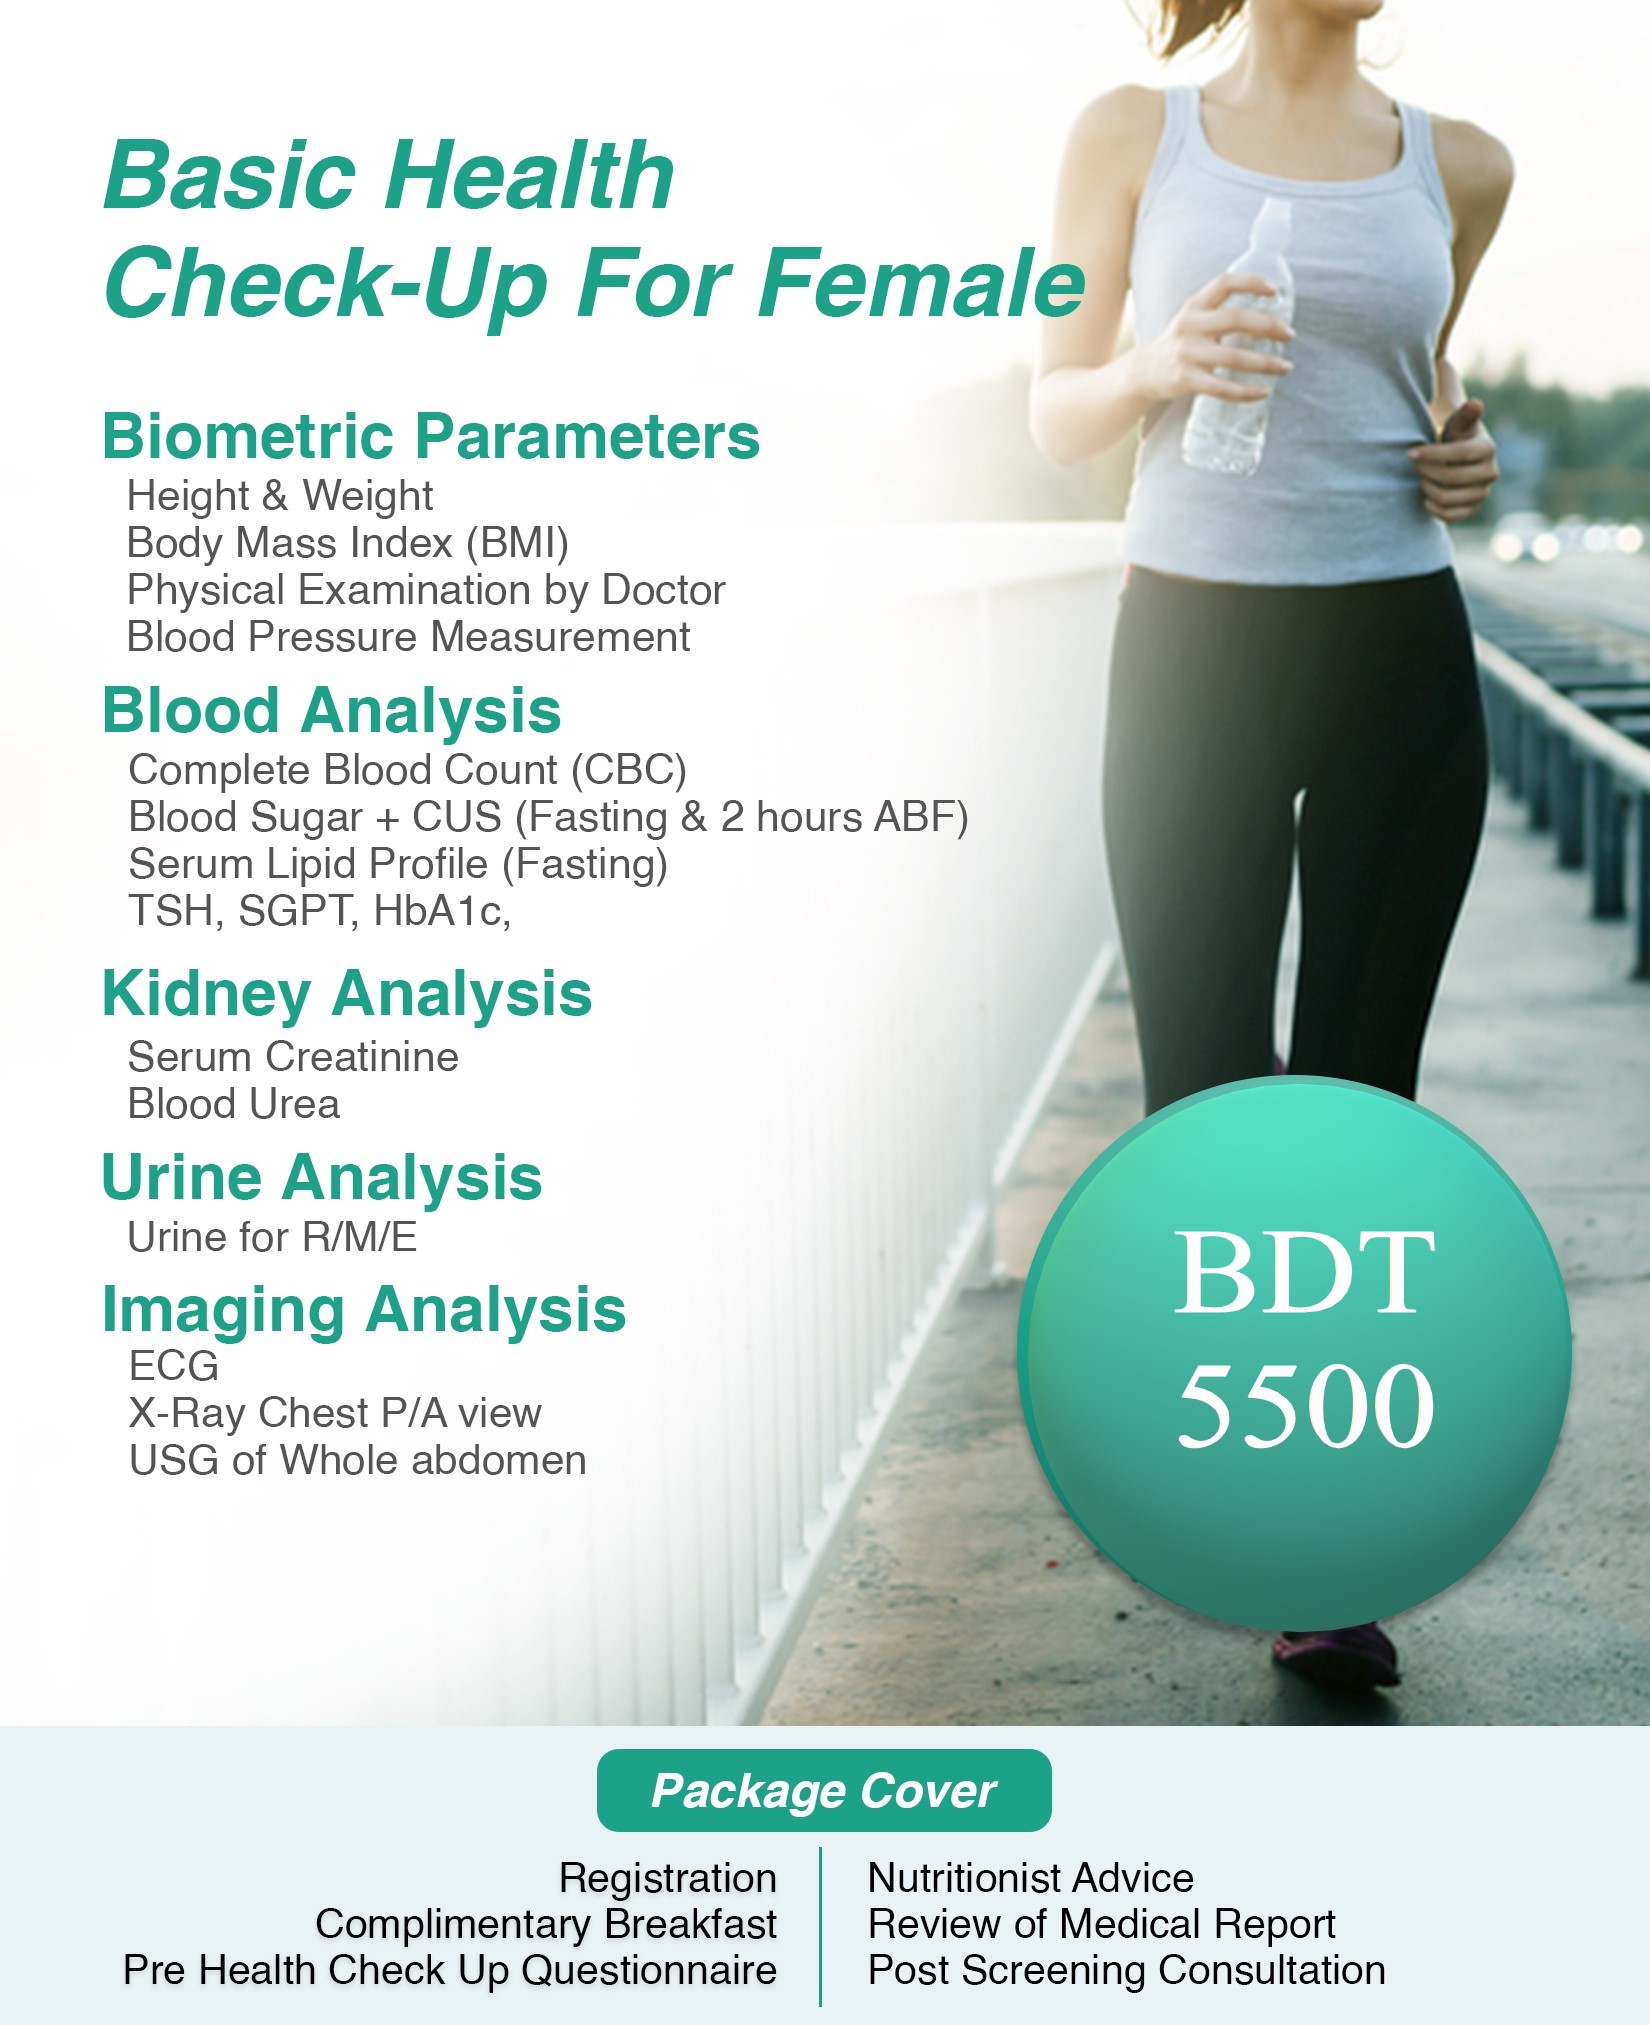 Basic Health
Check-Up For Female
Biometric Parameters
Height & Weight
Body Mass Index (BMI)
Physical Examination by Doctor
Blood Pressure Measurement
Blood Analysis
Complete Blood Count (CBC)
Blood Sugar + CUS (Fasting & 2 hours ABF)
Serum Lipid Profile (Fasting)
TSH, SGPT, HbA1c,
Kidney Analysis
Serum Creatinine
Blood Urea
Urine Analysis
Urine for R/M/E
Imaging Analysis
ECG
X-Ray Chest P/A view
USG of Whole abdomen
BDT
5500
Package Cover
Registration
Complimentary Breakfast
Pre Health Check Up Questionnaire
Nutritionist Advice
Review of Medical Report
Post Screening Consultation